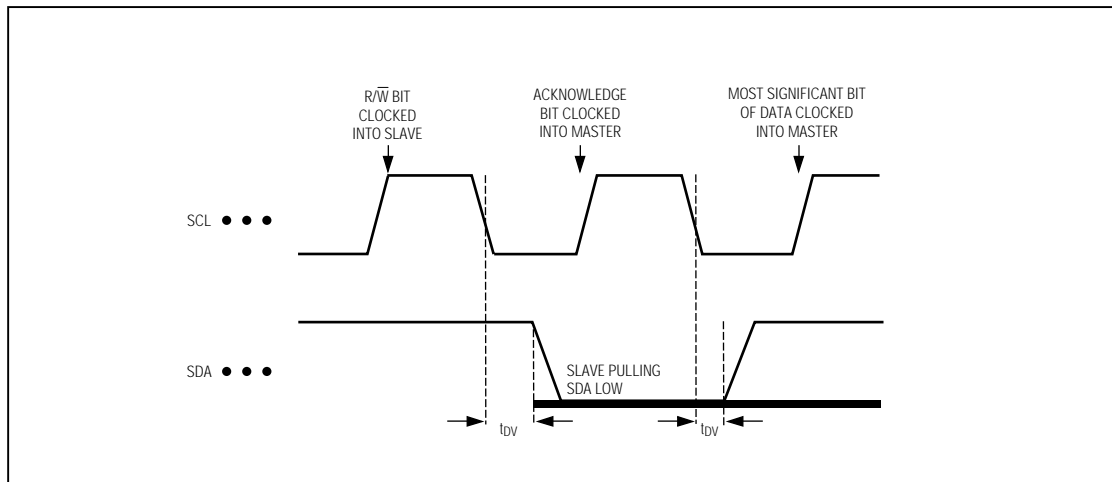 R/W̅ BIT
CLOCKED
INTO SLAVE
ACKNOWLEDGE
BIT CLOCKED
INTO MASTER
MOST SIGNIFICANT BIT
OF DATA CLOCKED
INTO MASTER
SCL
SDA
SLAVE PULLING
SDA LOW
tDV
tDV